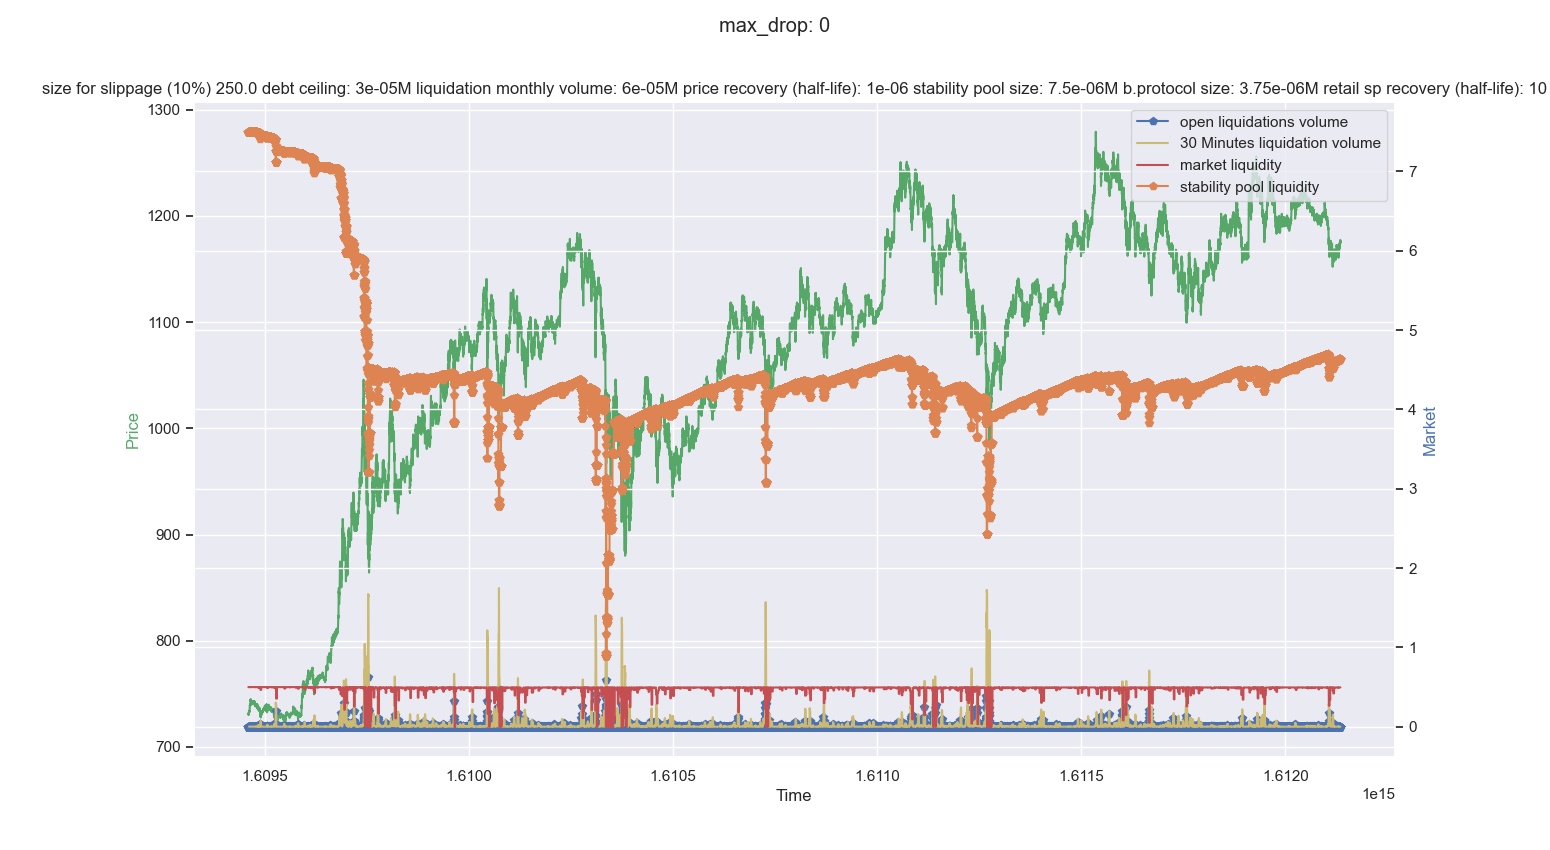 max_drop: 0
size for slippage (10%) 250.0 debt ceiling: 3e-05M liquidation monthly volume: 6e-05M price recovery (half-life): 1e-06 stability pool size: 7.5e-06M b.protocol size: 3.75e-06M retail sp recovery (half-life): 10
open liquidations volume
30 Minutes liquidation volume
market liquidity
stability pool liquidity
1300
1200
1100
1000
900
800
700
Price
7
6
5
4
3
2
1
0
Market
1.6095 1.6100 1.6105 1.6110 1.6115 1.6120
1e15
Time